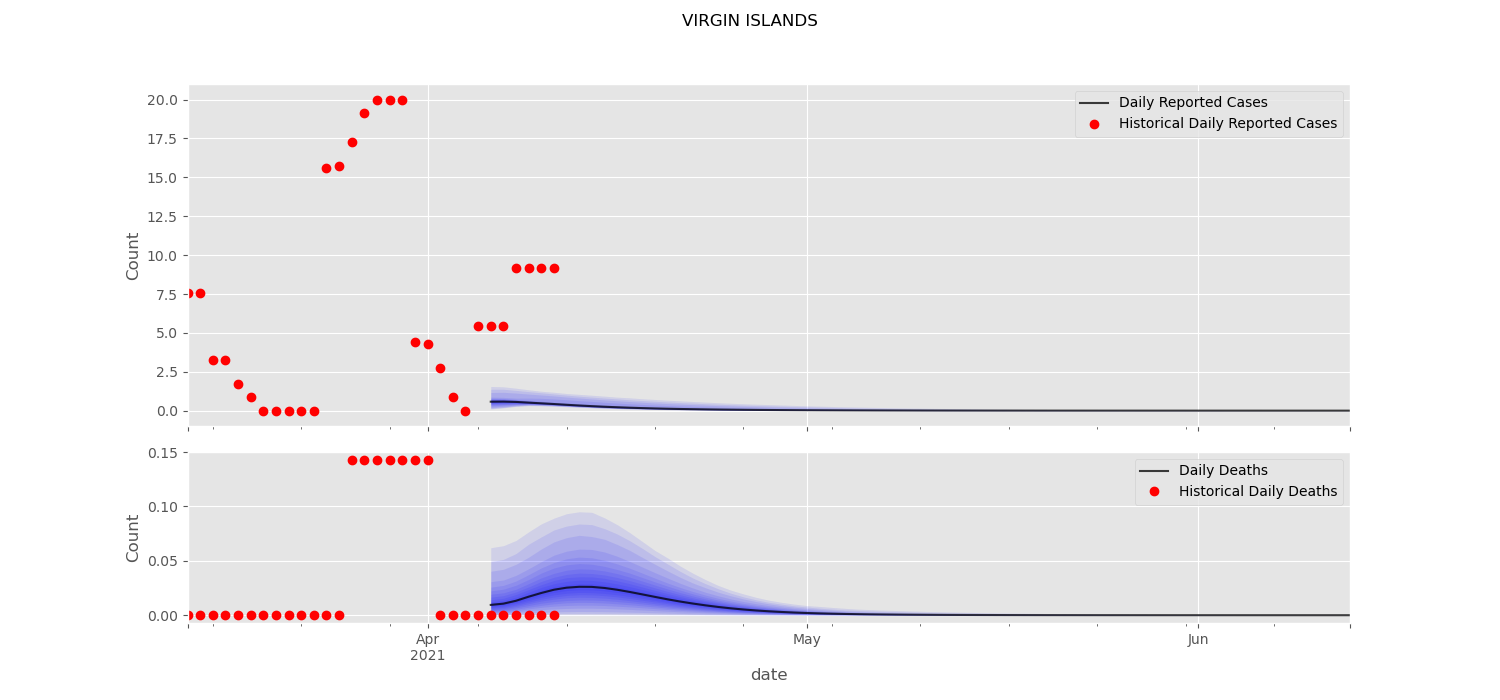 VIRGIN ISLANDS
20.0
17.5
15.0
12.5
10.0
7.5
5.0
2.5
0.0
Count
Daily Reported Cases
Historical Daily Reported Cases
0.15
0.10
0.05
0.00
Count
Daily Deaths
Historical Daily Deaths
Apr
2021
May
Jun
date